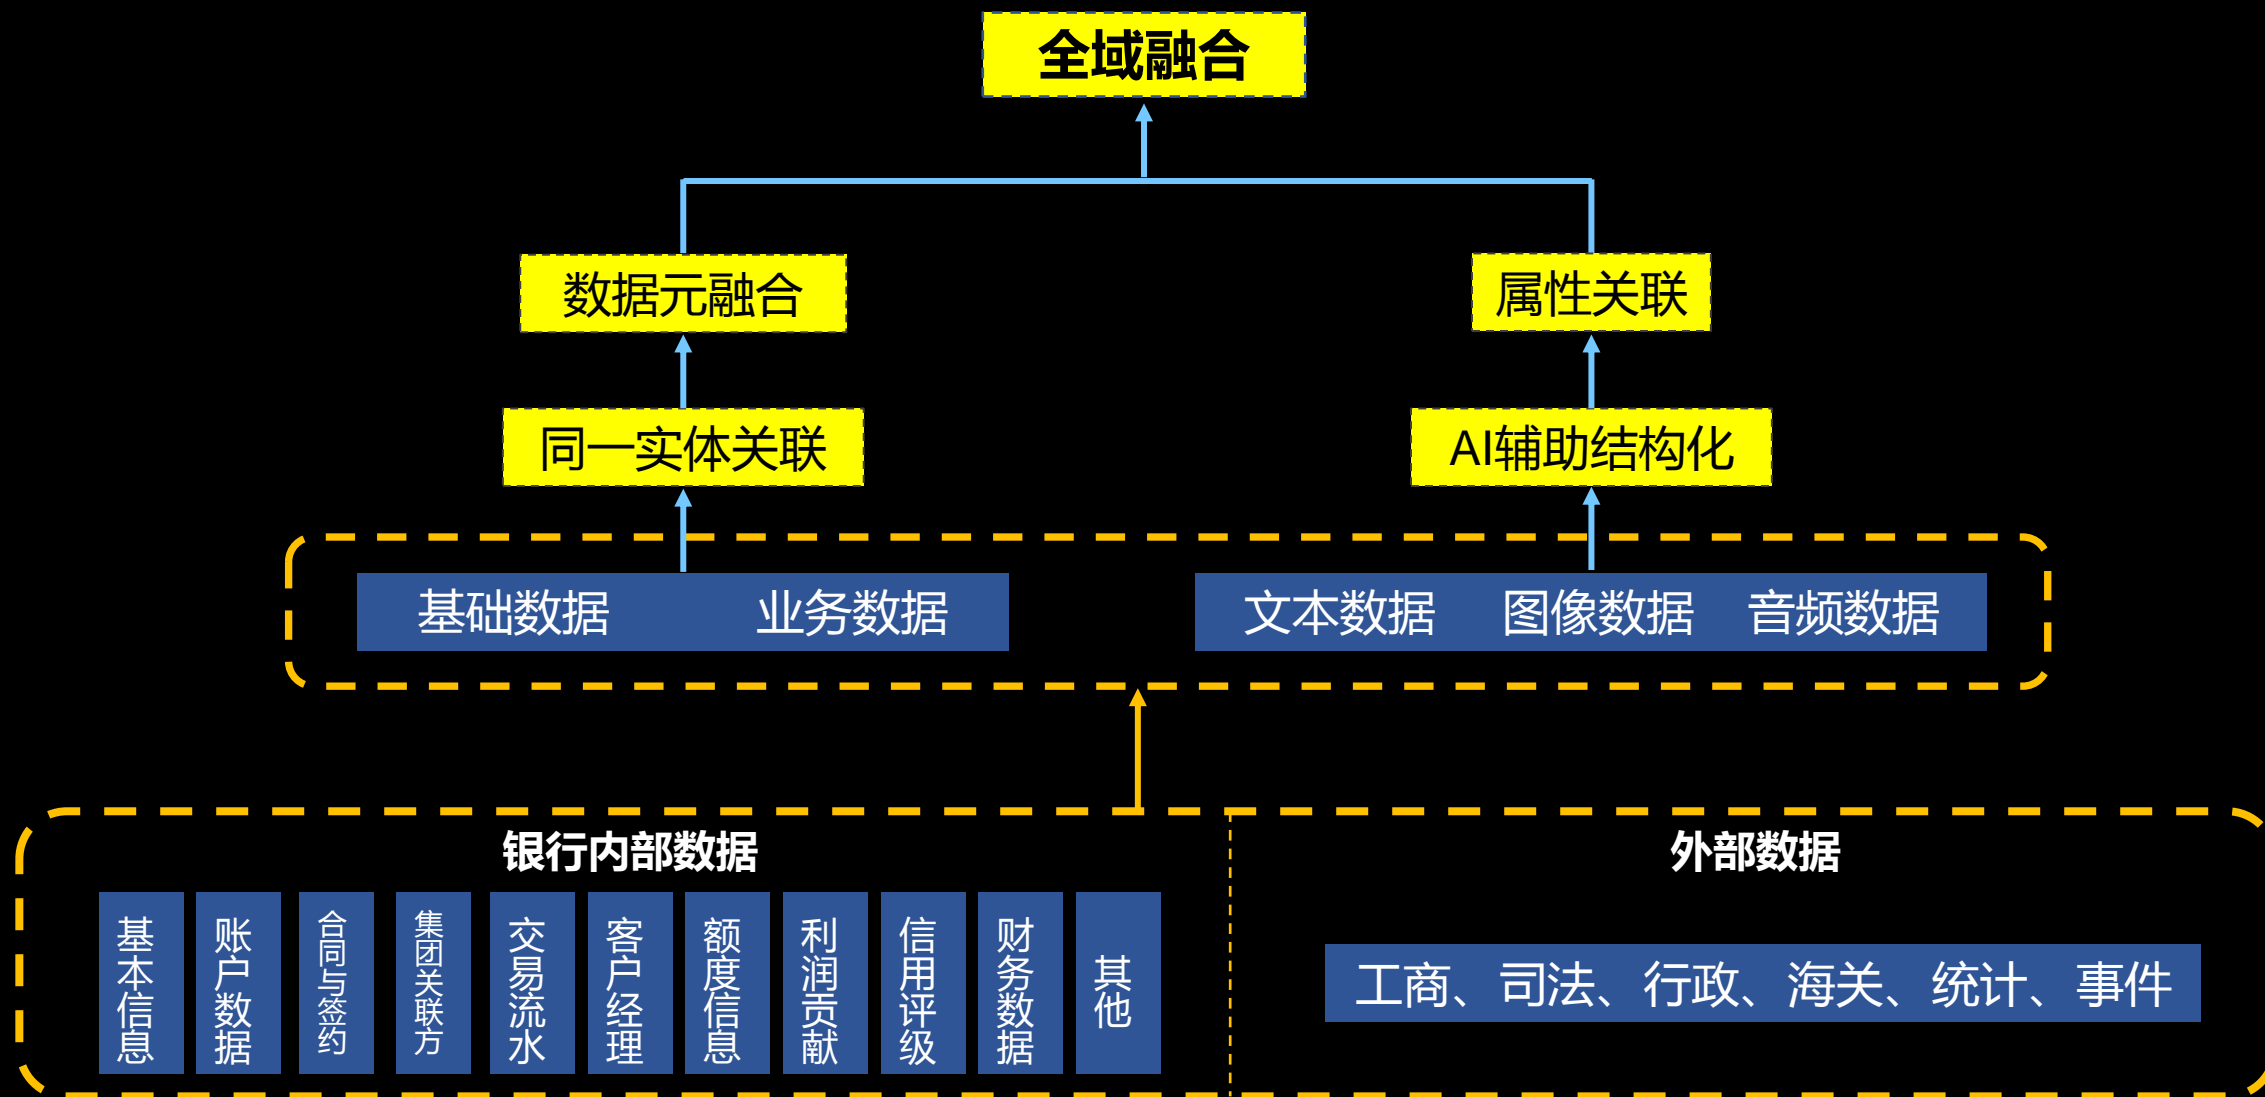 全域融合
数据元融合
属性关联
同一实体关联
AI辅助结构化
基础数据
业务数据
文本数据
图像数据
音频数据
银行内部数据
外部数据
基本信息
账户数据
合同与签约
集团关联方
交易流水
客户经理
额度信息
利润贡献
信用评级
财务数据
其他
工商、司法、行政、海关、统计、事件